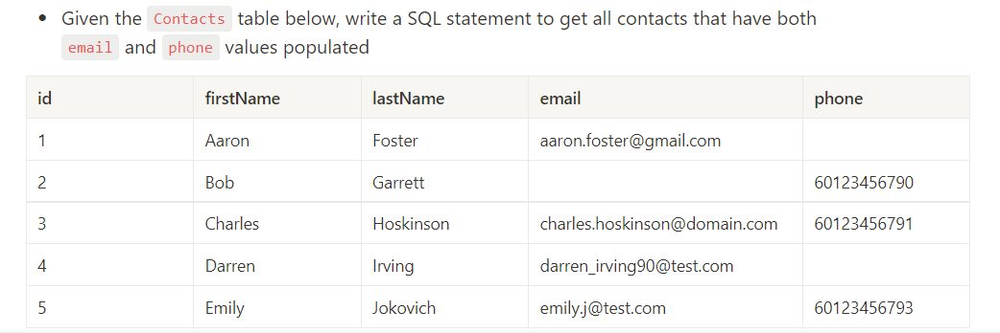 • Given the Contacts table below, write a SQL statement to get all contacts that have both
email and phone values populated
id firstName lastName email phone
1 Aaron Foster aaron.foster@gmail.com
2 Bob Garrett 60123456790
3 Charles Hoskinson charles.hoskinson@domain.com 60123456791
4 Darren Irving darren_irving90@test.com
5 Emily Jokovich emily.j@test.com 60123456793